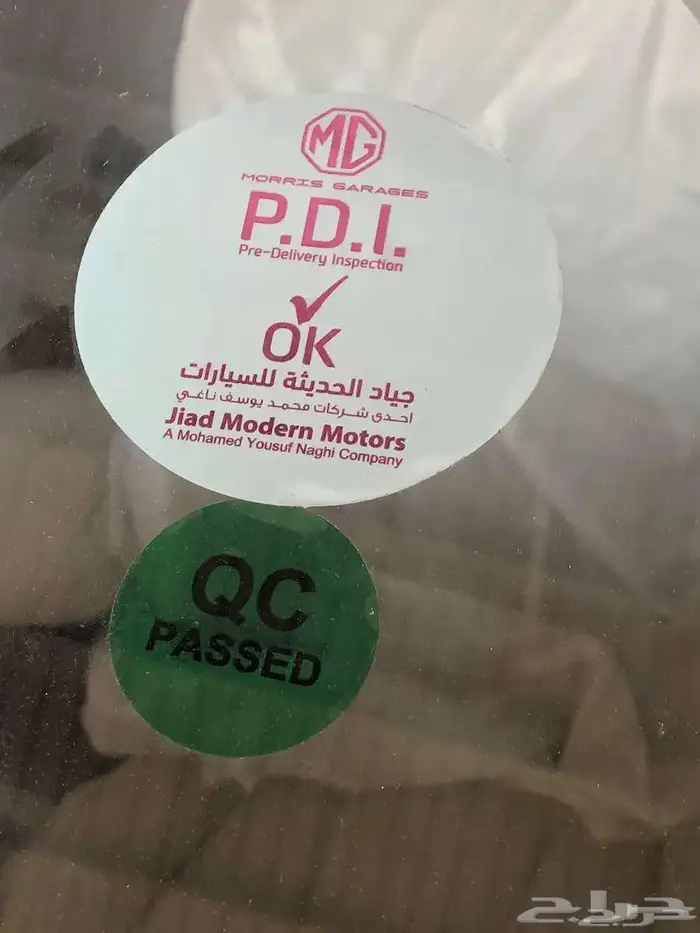 MG
MORRIS GARAGES
P.D.I.
Pre-Delivery Inspection
OK
جياد الحديثة للسيارات
احدى شركات محمد يوسف ناغي
Jiad Modern Motors
A Mohamed Yousuf Naghi Company
QC
PASSED
حراج